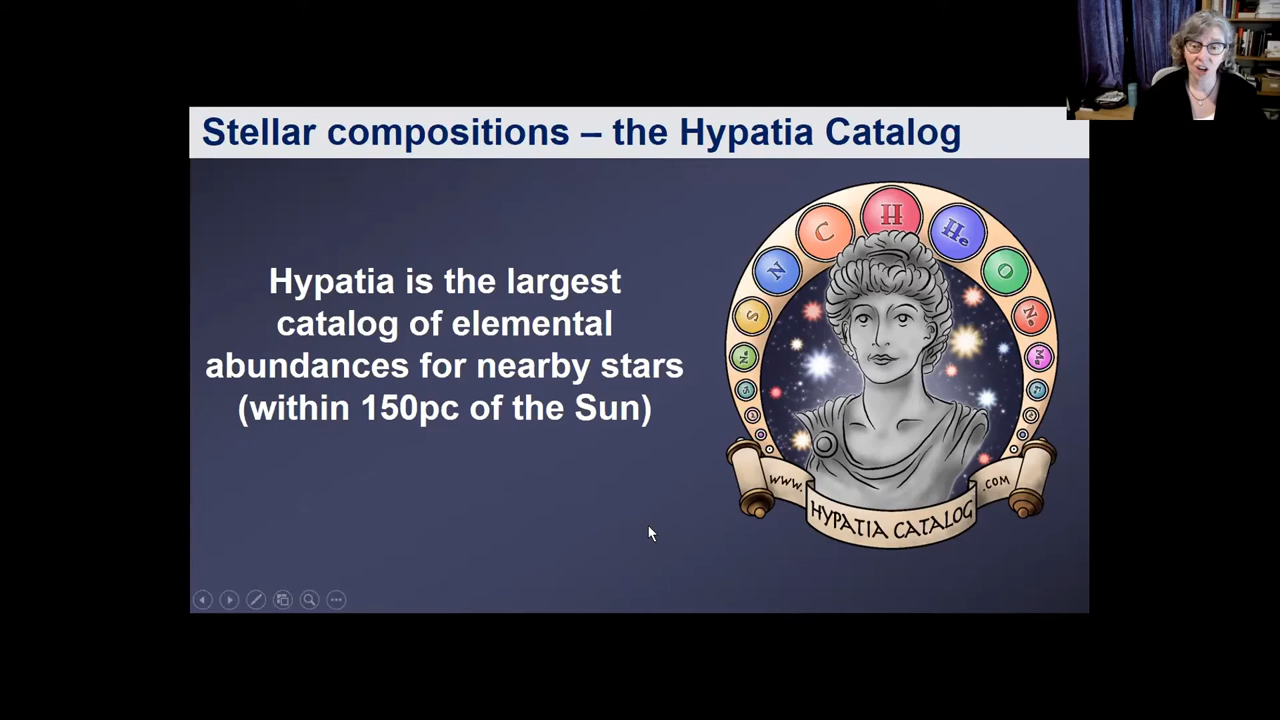 Stellar compositions – the Hypatia Catalog
Hypatia is the largest
catalog of elemental
abundances for nearby stars
(within 150pc of the Sun)
H
C
He
N
O
S
Ne
WWW.
.COM
HYPATIA CATALOG